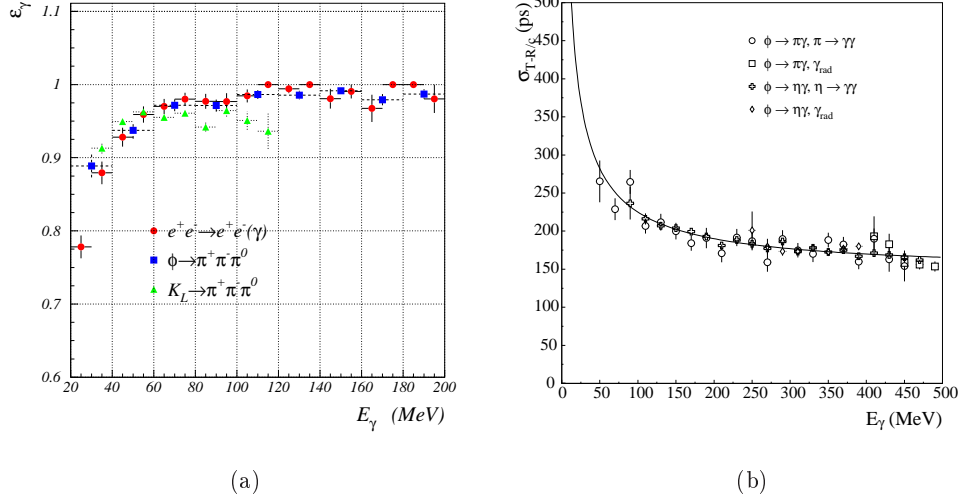 ε_γ
1.1
1
0.9
0.8
0.7
0.6
e⁺ e⁻→e⁺ e⁻(γ)
φ→π⁺ π⁻ π⁰
K_L→π⁺ π⁻ π⁰
20 40 60 80 100 120 140 160 180 200
E_γ (MeV)
(a)
σ_T-R/c (ps)
500
450
400
350
300
250
200
150
100
50
0
φ → πγ, π → γγ
φ → πγ, γ_rad
φ → ηγ, η → γγ
φ → ηγ, γ_rad
0 50 100 150 200 250 300 350 400 450 500
E_γ (MeV)
(b)